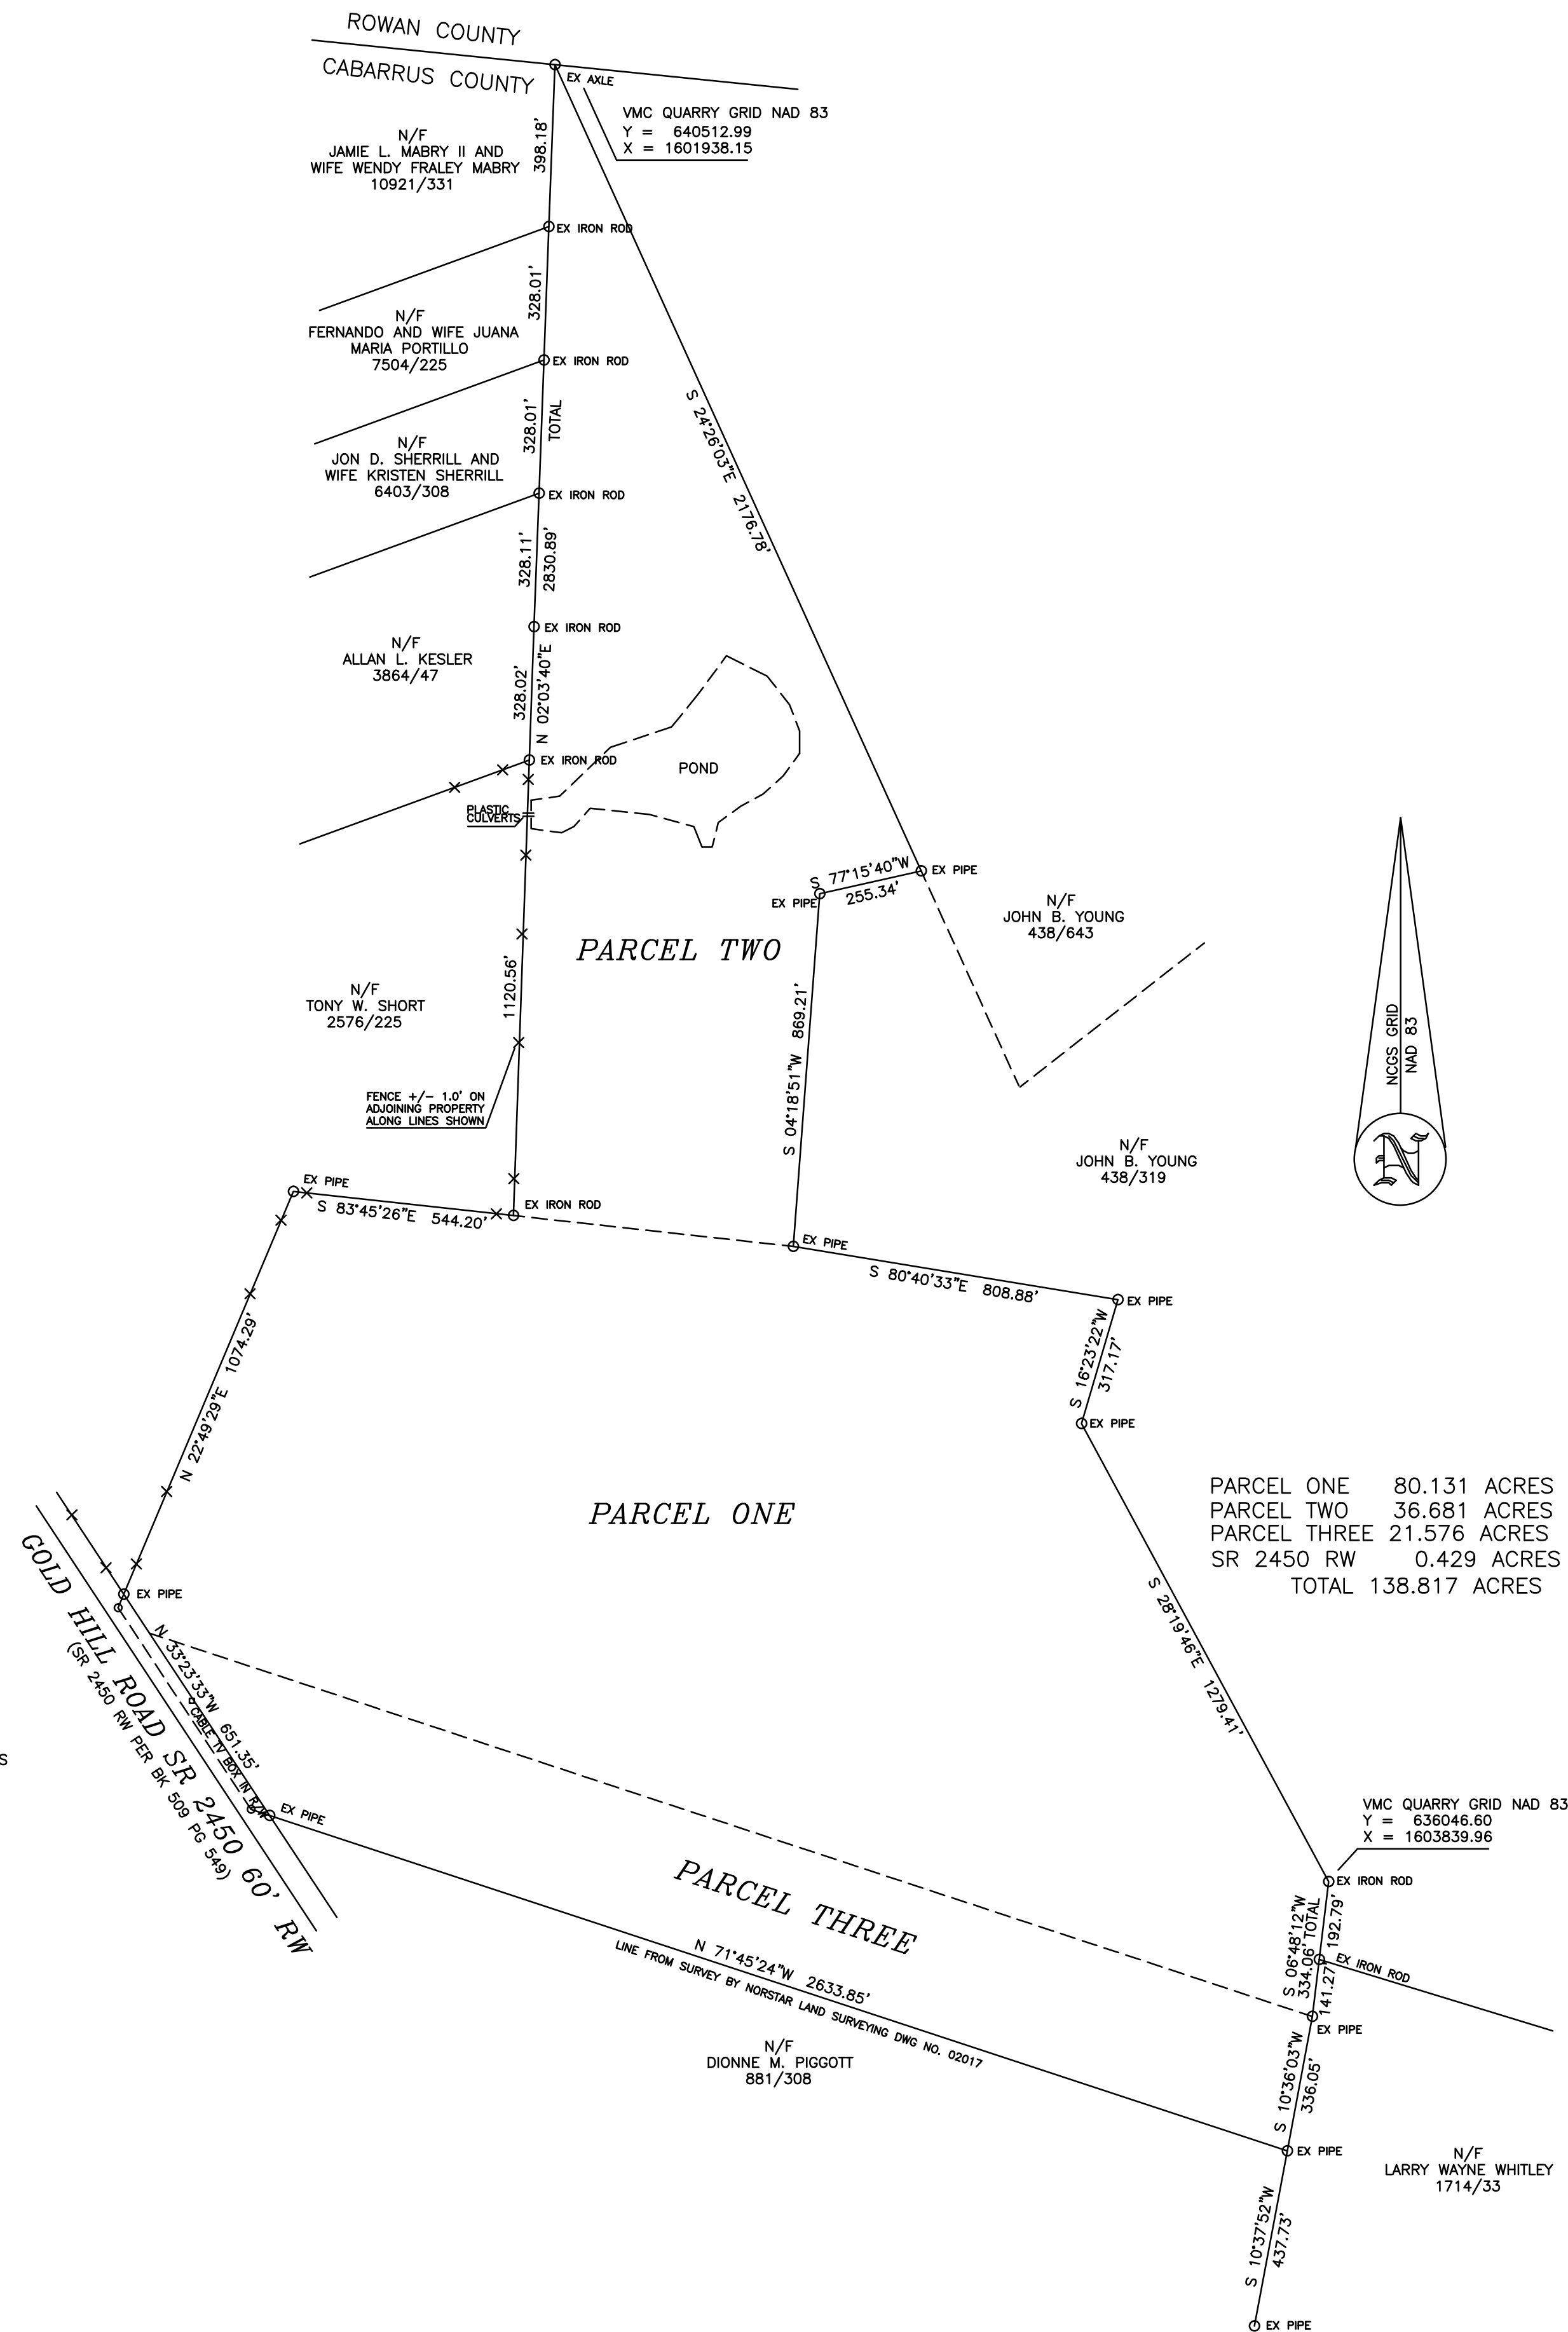 ROWAN COUNTY
CABARRUS COUNTY
EX AXLE
VMC QUARRY GRID NAD 83
Y = 640512.99
X = 1601938.15
N/F
JAMIE L. MABRY II AND
WIFE WENDY FRALEY MABRY
10921/331
398.18'
EX IRON ROD
328.01'
N/F
FERNANDO AND WIFE JUANA
MARIA PORTILLO
7504/225
EX IRON ROD
328.01'
TOTAL
S 24°26'03"E 2176.78'
N/F
JON D. SHERRILL AND
WIFE KRISTEN SHERRILL
6403/308
EX IRON ROD
328.11'
2830.89'
EX IRON ROD
N/F
ALLAN L. KESLER
3864/47
328.02'
N 02°03'40"E
EX IRON ROD
POND
PLASTIC
CULVERTS
S 77°15'40"W
255.34'
EX PIPE
EX PIPE
N/F
JOHN B. YOUNG
438/643
PARCEL TWO
1120.56'
N/F
TONY W. SHORT
2576/225
S 04°18'51"W 869.21'
NCGS GRID
NAD 83
N
FENCE +/- 1.0' ON
ADJOINING PROPERTY
ALONG LINES SHOWN
N/F
JOHN B. YOUNG
438/319
EX PIPE
S 83°45'26"E 544.20'
EX IRON ROD
EX PIPE
S 80°40'33"E 808.88'
EX PIPE
S 16°23'22"W
317.17'
EX PIPE
N 22°49'29"E 1074.29'
PARCEL ONE
PARCEL ONE 80.131 ACRES
PARCEL TWO 36.681 ACRES
PARCEL THREE 21.576 ACRES
SR 2450 RW 0.429 ACRES
TOTAL 138.817 ACRES
S 28°19'46"E 1279.41'
EX PIPE
GOLD HILL ROAD SR 2450 60' RW
(SR 2450 RW PER BK 509 PG 549)
N 33°23'33"W 651.35'
CABLE TV BOX IN R/W
S
EX PIPE
VMC QUARRY GRID NAD 83
Y = 636046.60
X = 1603839.96
EX IRON ROD
PARCEL THREE
S 06°48'12"W
334.06' TOTAL
192.79'
EX IRON ROD
141.27'
EX PIPE
N 71°45'24"W 2633.85'
LINE FROM SURVEY BY NORSTAR LAND SURVEYING DWG NO. 02017
N/F
DIONNE M. PIGGOTT
881/308
S 10°36'03"W
336.05'
EX PIPE
N/F
LARRY WAYNE WHITLEY
1714/33
S 10°37'52"W
437.73'
EX PIPE